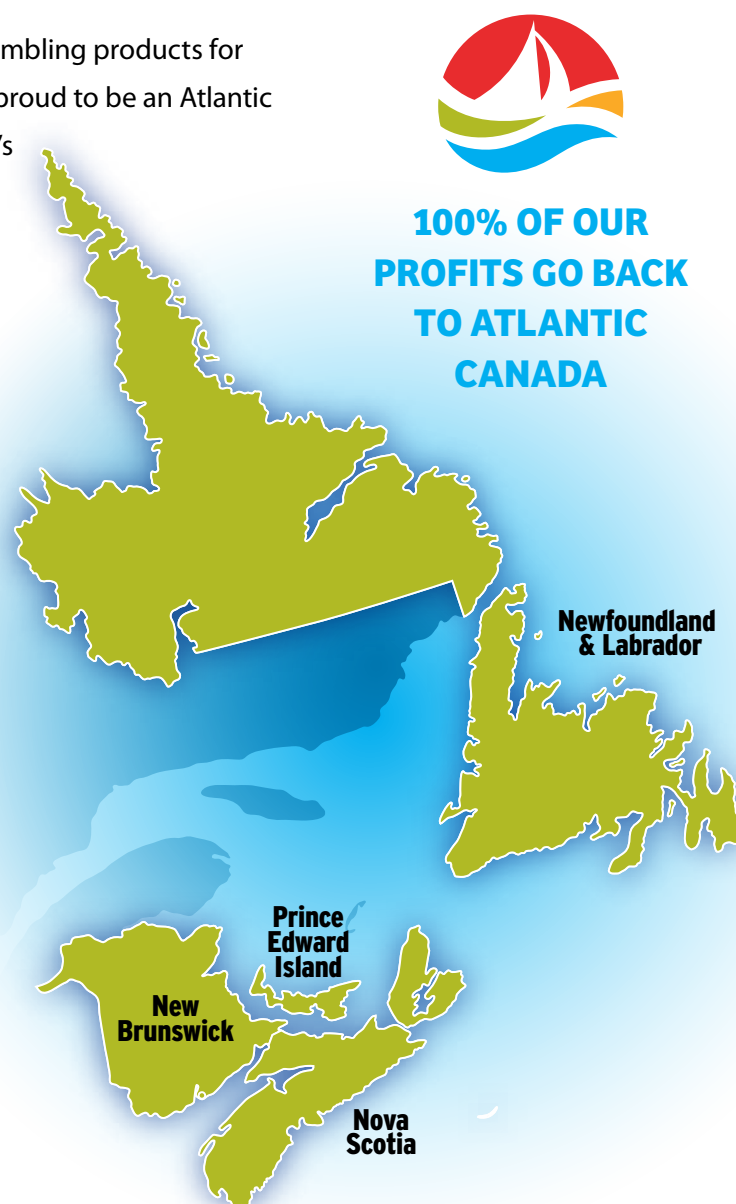 mbling products for
proud to be an Atlantic
’s
100% OF OUR
PROFITS GO BACK
TO ATLANTIC
CANADA
Newfoundland
& Labrador
Prince
Edward
Island
New
Brunswick
Nova
Scotia